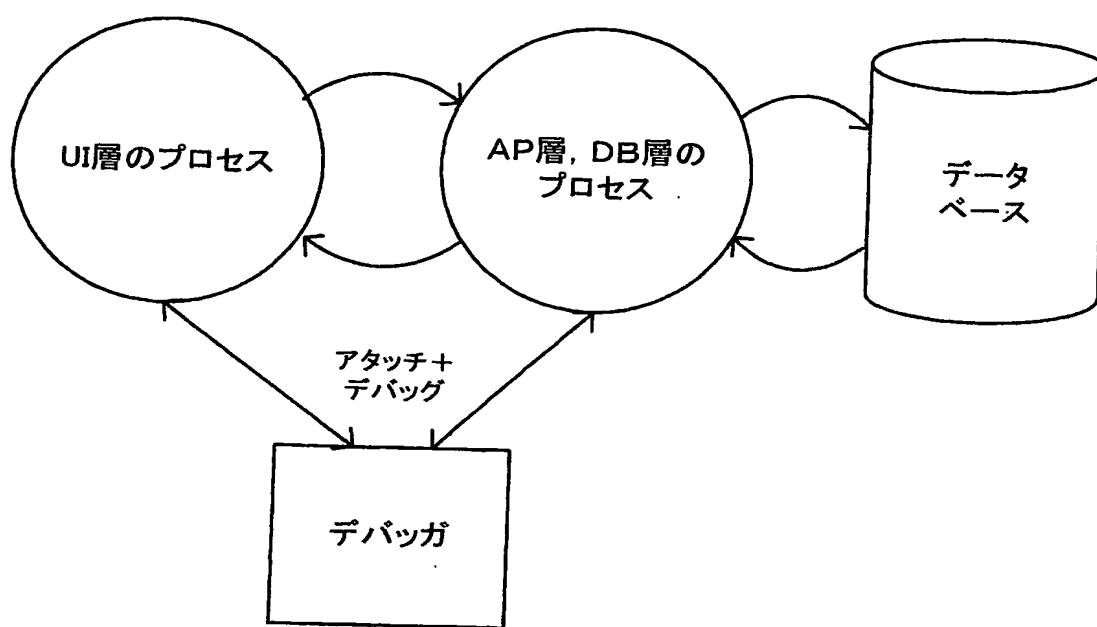 UI層のプロセス
AP層，DB層の
プロセス
データ
ベース
アタッチ＋
デバッグ
デバッガ